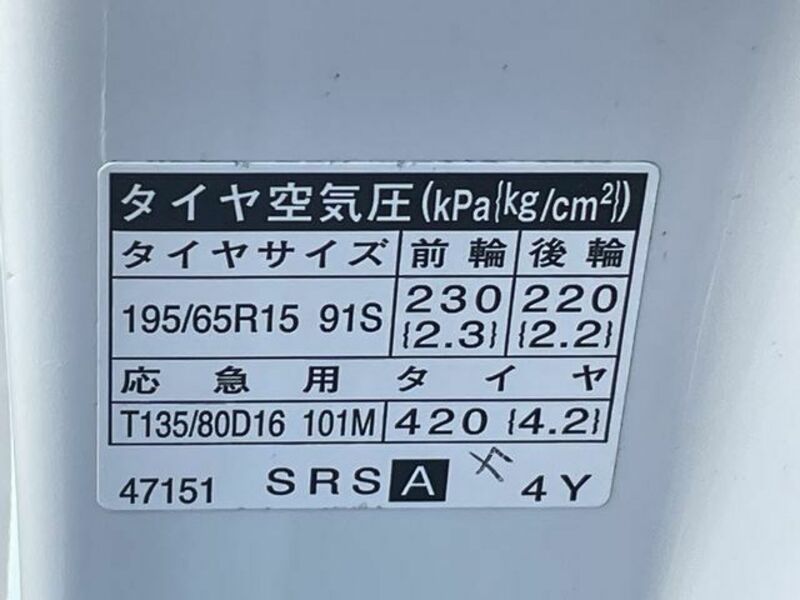 タイヤ空気圧(kPa{kg/cm²})
タイヤサイズ 前輪 後輪
195/65R15 91S 230 220
{2.3} {2.2}
応急用タイヤ
T135/80D16 101M 420 {4.2}
47151 SRS A 4Y